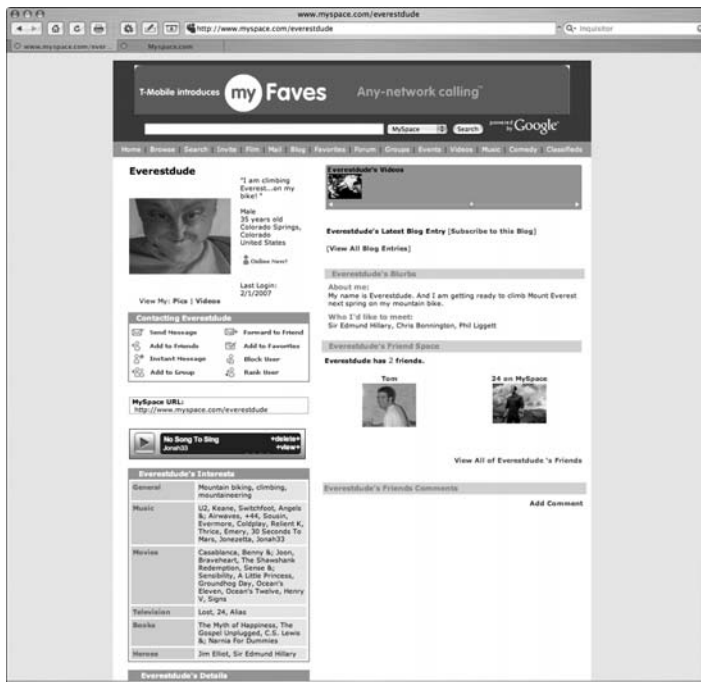 www.myspace.com/everestdude
http://www.myspace.com/everestdude
Inquisitor
www.myspace.com/ever...
Myspace.com
T-Mobile introduces my Faves Any-network calling
MySpace Search powered by Google
Home | Browse | Search | Invite | Film | Mail | Blog | Favorites | Forum | Groups | Events | Videos | Music | Comedy | Classifieds
Everestdude
"I am climbing
Everest...on my
bike! "
Male
35 years old
Colorado Springs,
Colorado
United States
Online Now!
Last Login:
2/1/2007
View My: Pics | Videos
Contacting Everestdude
Send Message Forward to Friend
Add to Friends Add to Favorites
Instant Message Block User
Add to Group Rank User
MySpace URL:
http://www.myspace.com/everestdude
No Song To Sing +delete+
Jonah33 +view+
Everestdude's Interests
General Mountain biking, climbing,
mountaineering
Music U2, Keane, Switchfoot, Angels
&; Airwaves, +44, Sousin,
Evermore, Coldplay, Relient K,
Thrice, Emery, 30 Seconds To
Mars, Jonezetta, Jonah33
Movies Casablanca, Benny &; Joon,
Braveheart, The Shawshank
Redemption, Sense &;
Sensibility, A Little Princess,
Groundhog Day, Ocean's
Eleven, Ocean's Twelve, Henry
V, Signs
Television Lost, 24, Alias
Books The Myth of Happiness, The
Gospel Unplugged, C.S. Lewis
&; Narnia For Dummies
Heroes Jim Elliot, Sir Edmund Hillary
Everestdude's Details
Everestdude's Videos
Everestdude's Latest Blog Entry [Subscribe to this Blog]
[View All Blog Entries]
Everestdude's Blurbs
About me:
My name is Everestdude. And I am getting ready to climb Mount Everest
next spring on my mountain bike.
Who I'd like to meet:
Sir Edmund Hillary, Chris Bonnington, Phil Liggett
Everestdude's Friend Space
Everestdude has 2 friends.
Tom 24 on MySpace
View All of Everestdude 's Friends
Everestdude's Friends Comments
Add Comment